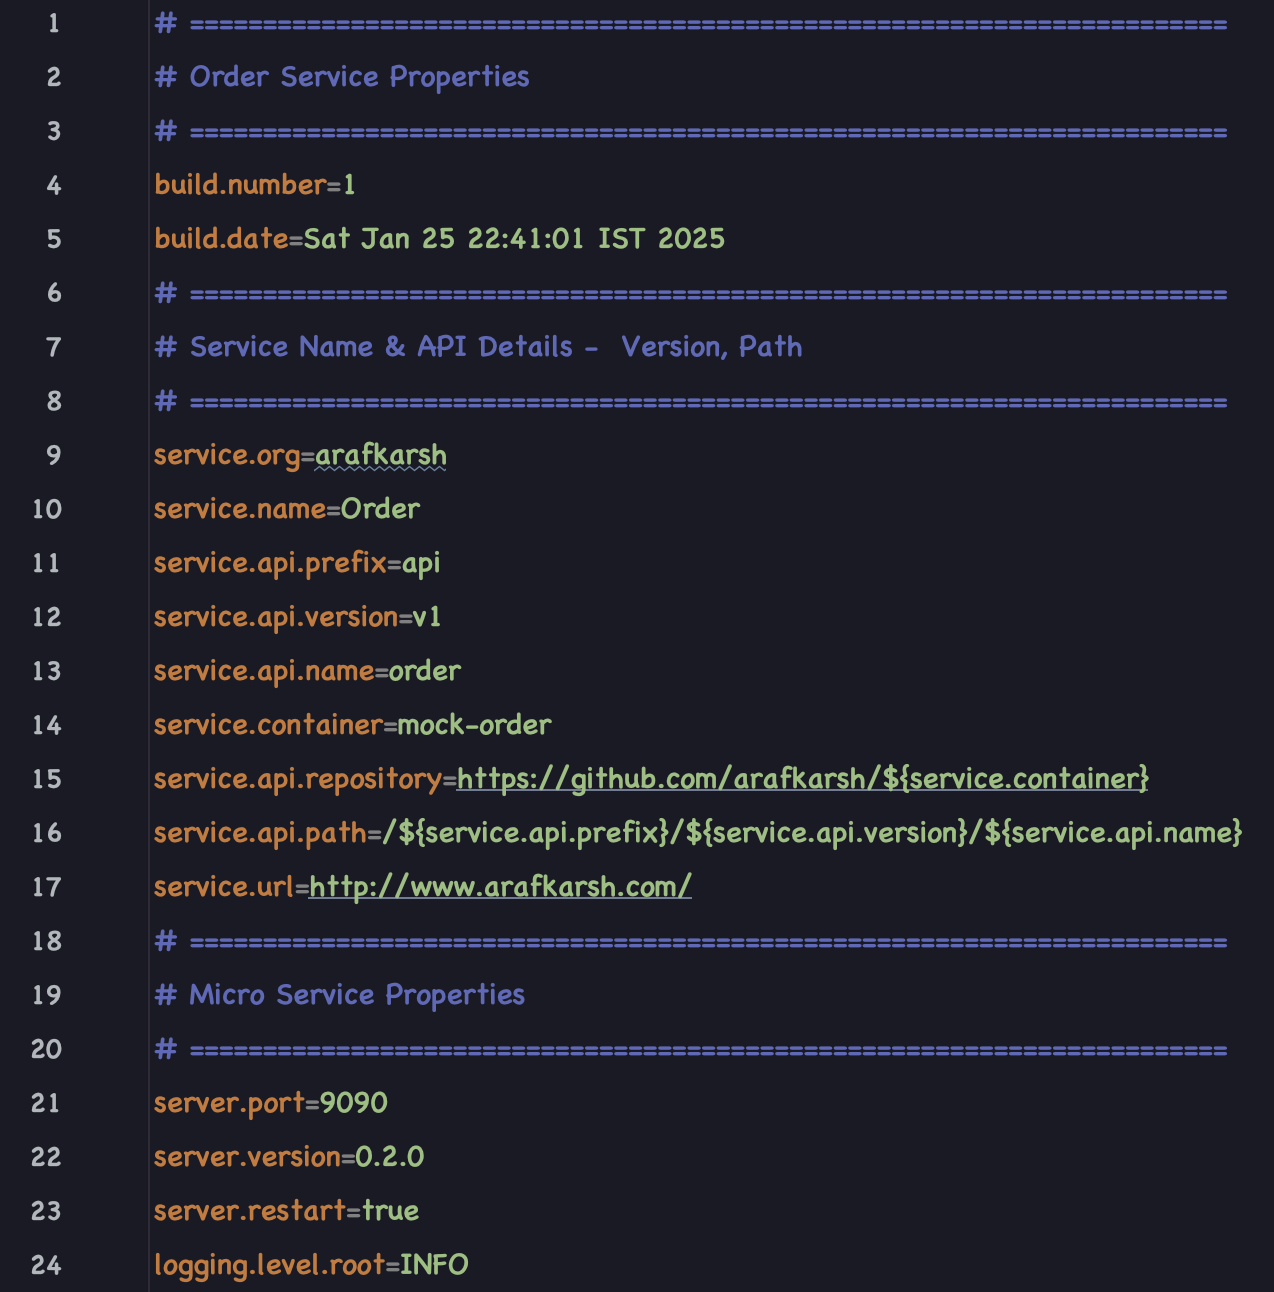 1 # =======================================================================
2 # Order Service Properties
3 # =======================================================================
4 build.number=1
5 build.date=Sat Jan 25 22:41:01 IST 2025
6 # =======================================================================
7 # Service Name & API Details -  Version, Path
8 # =======================================================================
9 service.org=arafkarsh
10 service.name=Order
11 service.api.prefix=api
12 service.api.version=v1
13 service.api.name=order
14 service.container=mock-order
15 service.api.repository=https://github.com/arafkarsh/${service.container}
16 service.api.path=/${service.api.prefix}/${service.api.version}/${service.api.name}
17 service.url=http://www.arafkarsh.com/
18 # =======================================================================
19 # Micro Service Properties
20 # =======================================================================
21 server.port=9090
22 server.version=0.2.0
23 server.restart=true
24 logging.level.root=INFO